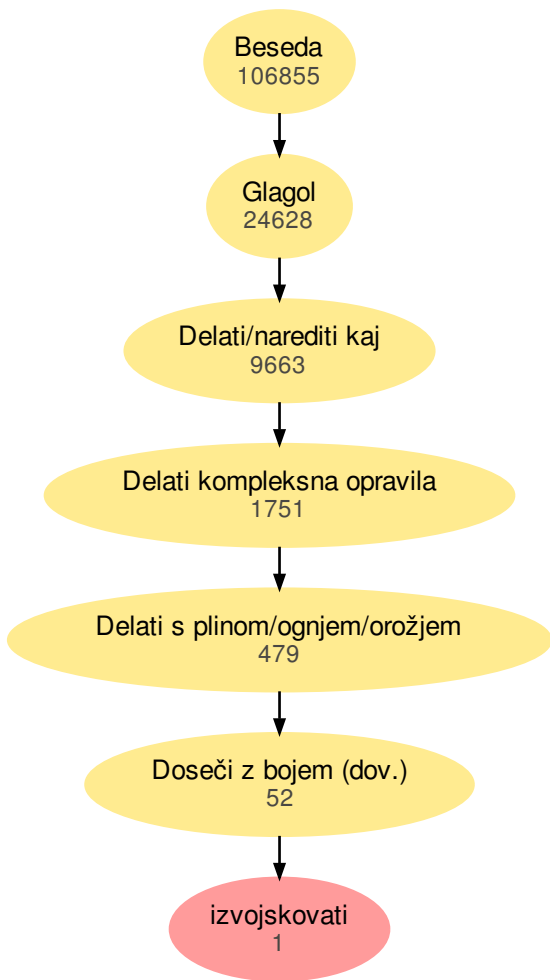 Beseda
106855
Glagol
24628
Delati/narediti kaj
9663
Delati kompleksna opravila
1751
Delati s plinom/ognjem/orožjem
479
Doseči z bojem (dov.)
52
izvojskovati
1